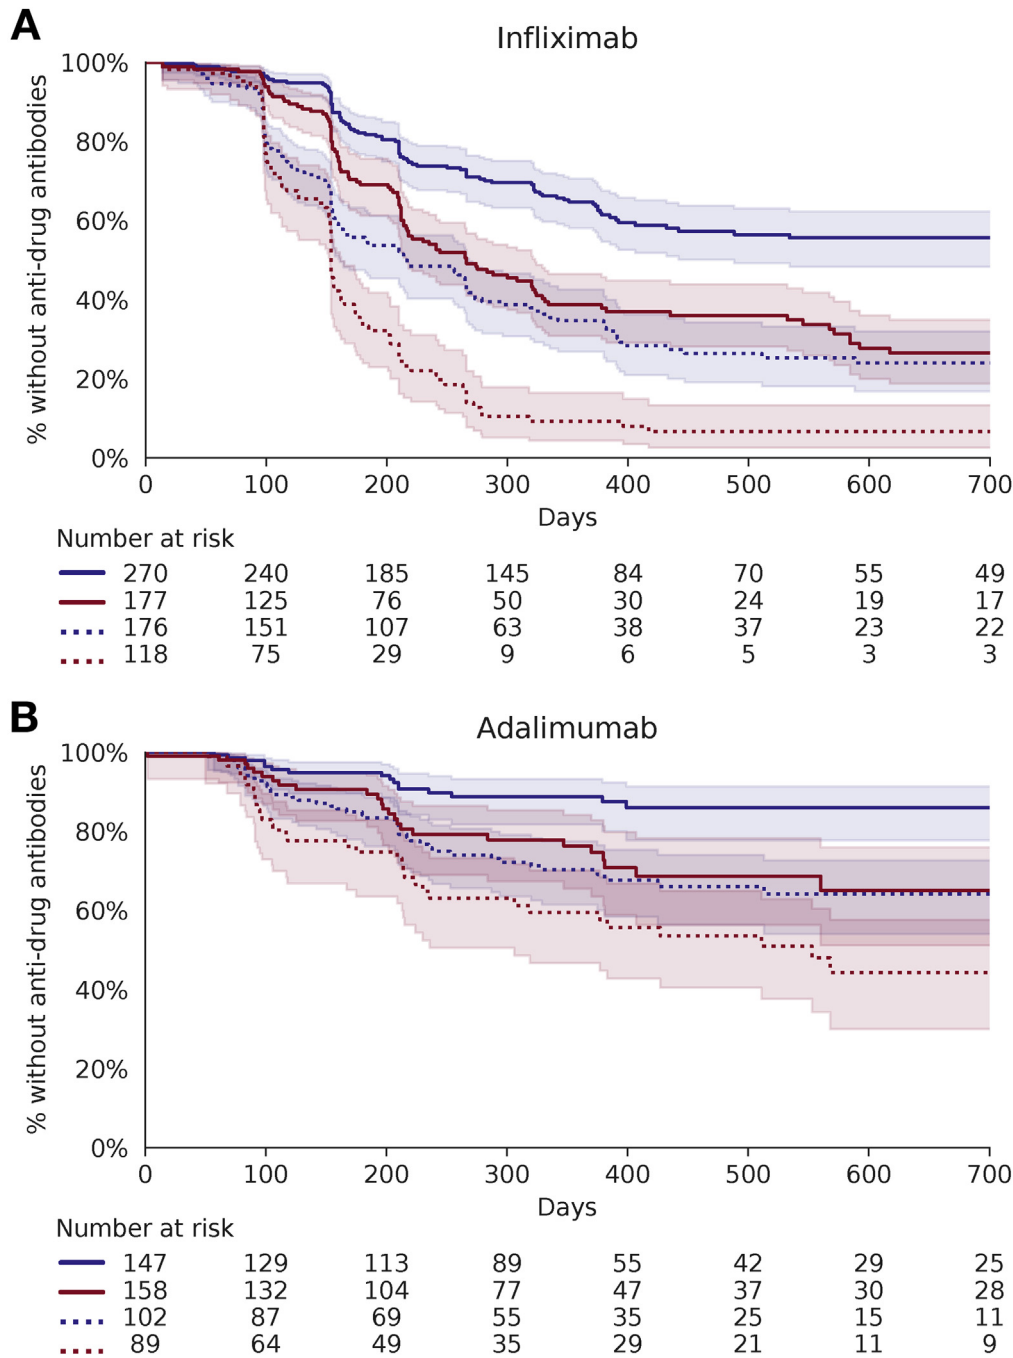 A
Infliximab
% without anti-drug antibodies
100%
80%
60%
40%
20%
0%
0 100 200 300 400 500 600 700
Days
Number at risk
270 240 185 145 84 70 55 49
177 125 76 50 30 24 19 17
176 151 107 63 38 37 23 22
118 75 29 9 6 5 3 3
B
Adalimumab
% without anti-drug antibodies
100%
80%
60%
40%
20%
0%
0 100 200 300 400 500 600 700
Days
Number at risk
147 129 113 89 55 42 29 25
158 132 104 77 47 37 30 28
102 87 69 55 35 25 15 11
89 64 49 35 29 21 11 9